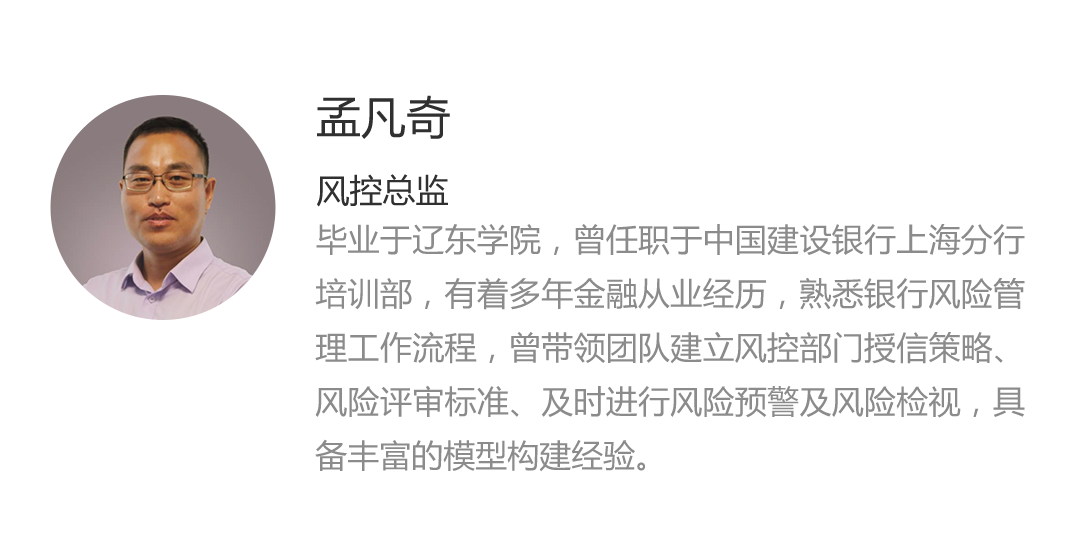 孟凡奇
风控总监
毕业于辽东学院，曾任职于中国建设银行上海分行
培训部，有着多年金融从业经历，熟悉银行风险管
理工作流程，曾带领团队建立风控部门授信策略、
风险评审标准、及时进行风险预警及风险检视，具
备丰富的模型构建经验。